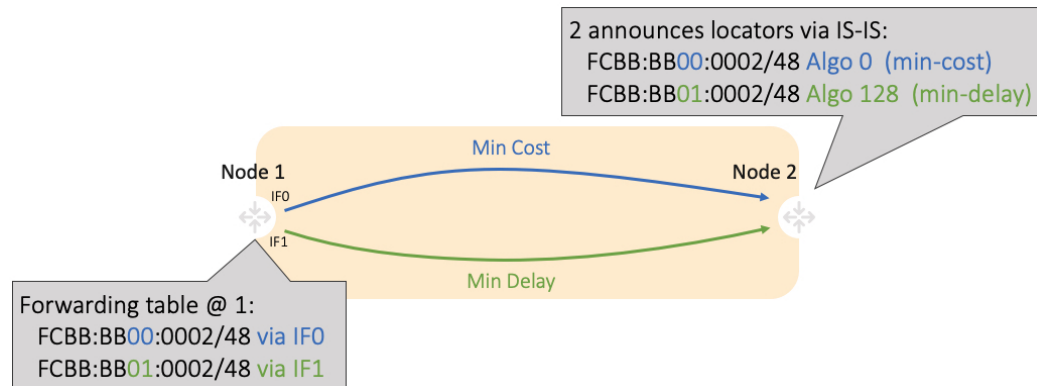 2 announces locators via IS-IS:
FCBB:BB00:0002/48 Algo 0 (min-cost)
FCBB:BB01:0002/48 Algo 128 (min-delay)
Min Cost
Node 1
Node 2
IF0
IF1
Min Delay
Forwarding table @ 1:
FCBB:BB00:0002/48 via IF0
FCBB:BB01:0002/48 via IF1